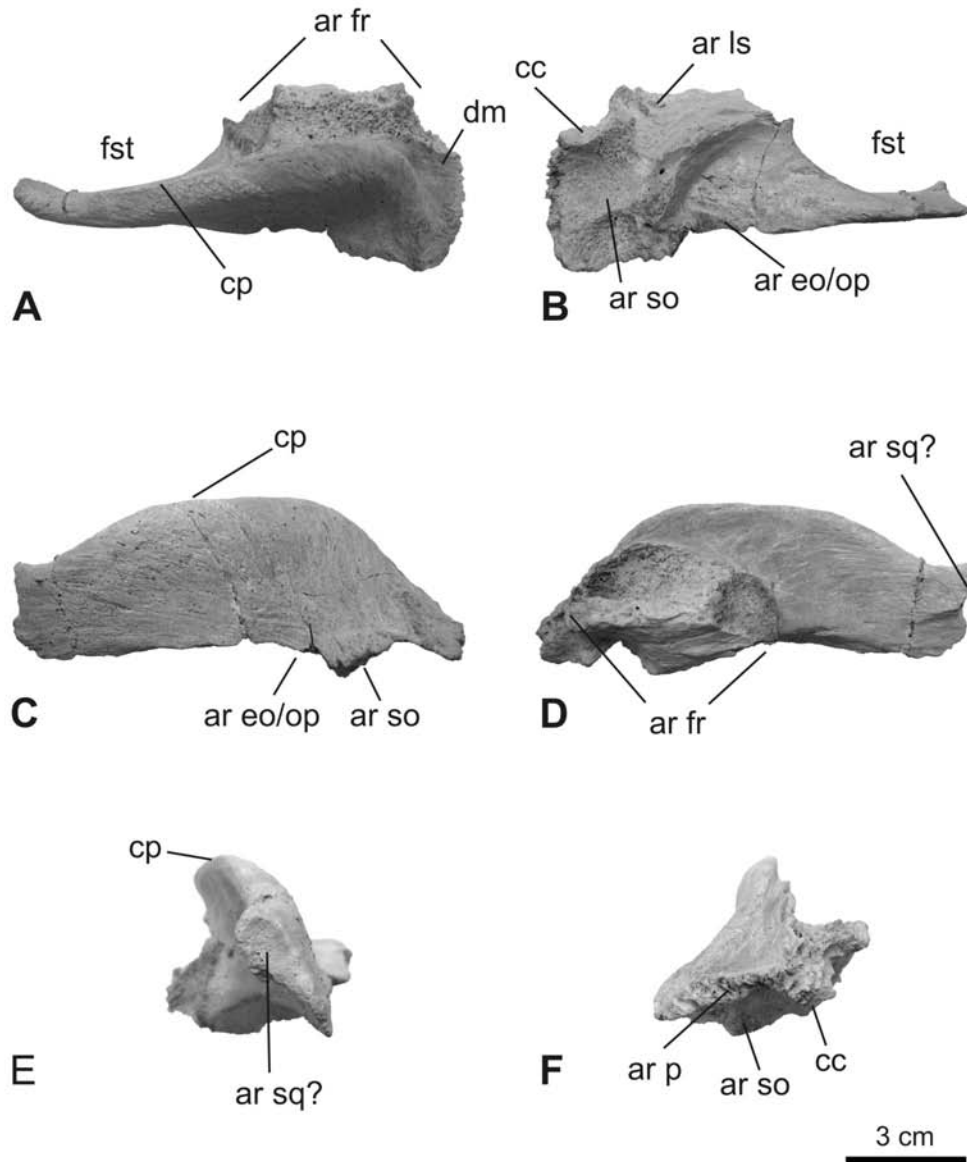 ar fr
dm
fst
cp
A
ar ls
cc
fst
ar eo/op
ar so
B
cp
ar eo/op
ar so
C
ar sq?
ar fr
D
cp
ar sq?
E
ar p
ar so
cc
F
3 cm